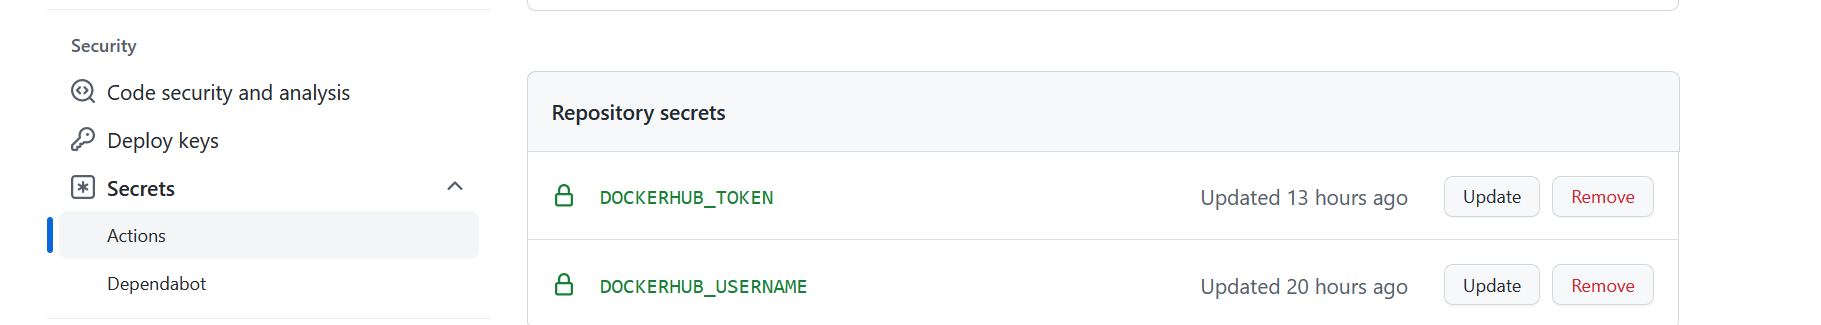 Security
Code security and analysis
Deploy keys
Secrets
Actions
Dependabot
Repository secrets
DOCKERHUB_TOKEN Updated 13 hours ago Update Remove
DOCKERHUB_USERNAME Updated 20 hours ago Update Remove